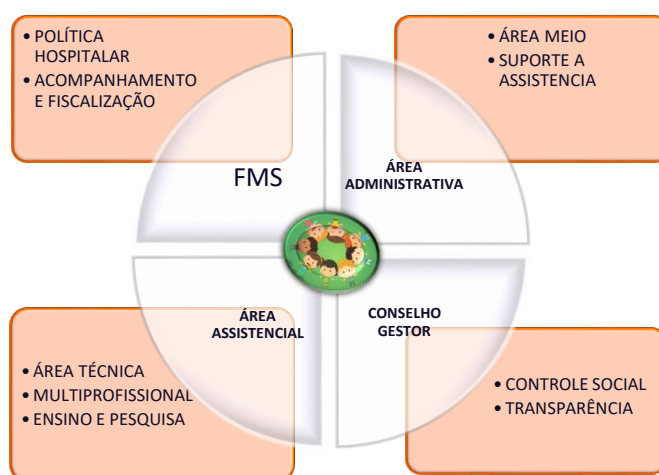 • POLÍTICA
HOSPITALAR
• ACOMPANHAMENTO
E FISCALIZAÇÃO
• ÁREA MEIO
• SUPORTE A
ASSISTENCIA
FMS
ÁREA
ADMINISTRATIVA
ÁREA
ASSISTENCIAL
CONSELHO
GESTOR
• ÁREA TÉCNICA
• MULTIPROFISSIONAL
• ENSINO E PESQUISA
• CONTROLE SOCIAL
• TRANSPARÊNCIA